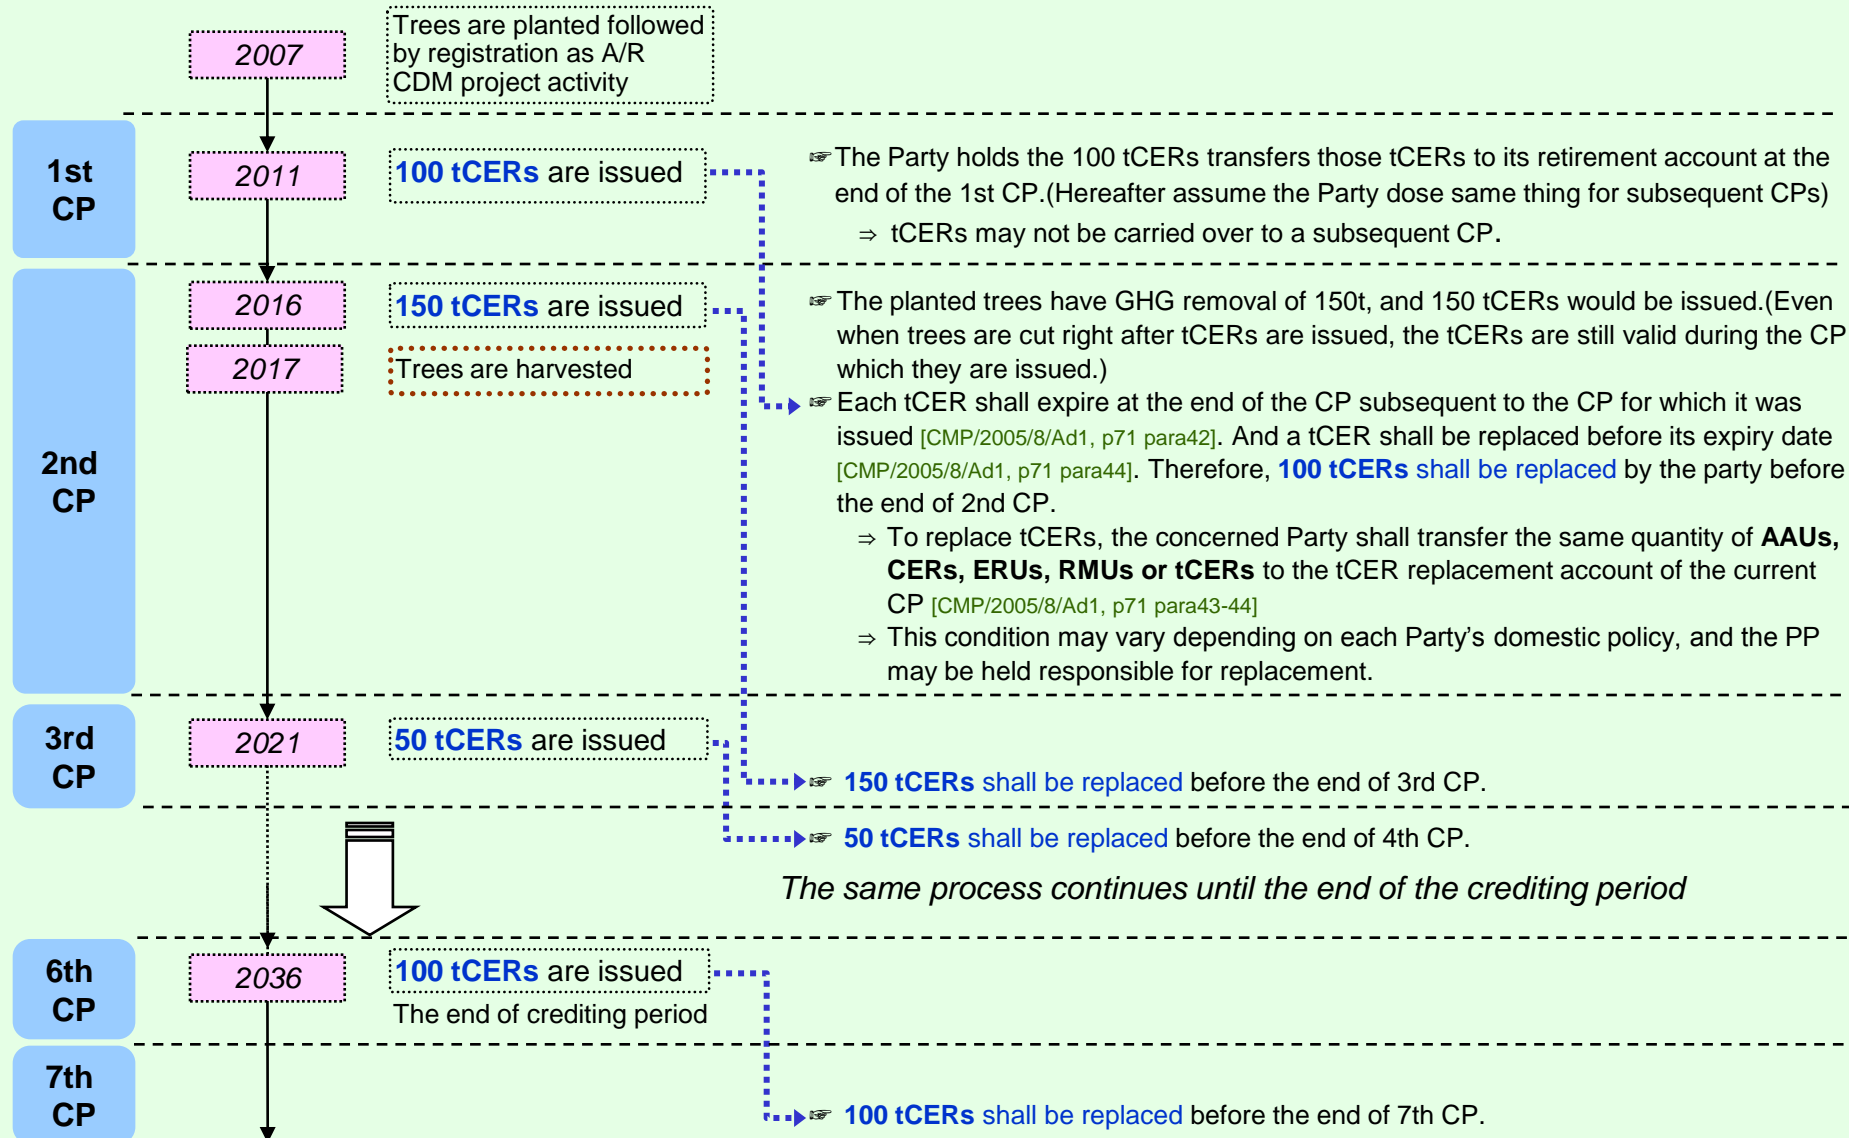 2007
Trees are planted followed
by registration as A/R
CDM project activity
1st
CP
2011
100 tCERs are issued
☞The Party holds the 100 tCERs transfers those tCERs to its retirement account at the
end of the 1st CP.(Hereafter assume the Party dose same thing for subsequent CPs)
⇒ tCERs may not be carried over to a subsequent CP.
2nd
CP
2016
150 tCERs are issued
2017
Trees are harvested
☞The planted trees have GHG removal of 150t, and 150 tCERs would be issued.(Even
when trees are cut right after tCERs are issued, the tCERs are still valid during the CP
which they are issued.)
☞Each tCER shall expire at the end of the CP subsequent to the CP for which it was
issued [CMP/2005/8/Ad1, p71 para42]. And a tCER shall be replaced before its expiry date
[CMP/2005/8/Ad1, p71 para44]. Therefore, 100 tCERs shall be replaced by the party before
the end of 2nd CP.
⇒ To replace tCERs, the concerned Party shall transfer the same quantity of AAUs,
CERs, ERUs, RMUs or tCERs to the tCER replacement account of the current
CP [CMP/2005/8/Ad1, p71 para43-44]
⇒ This condition may vary depending on each Party’s domestic policy, and the PP
may be held responsible for replacement.
3rd
CP
2021
50 tCERs are issued
☞ 150 tCERs shall be replaced before the end of 3rd CP.
☞ 50 tCERs shall be replaced before the end of 4th CP.
The same process continues until the end of the crediting period
6th
CP
2036
100 tCERs are issued
The end of crediting period
7th
CP
☞ 100 tCERs shall be replaced before the end of 7th CP.